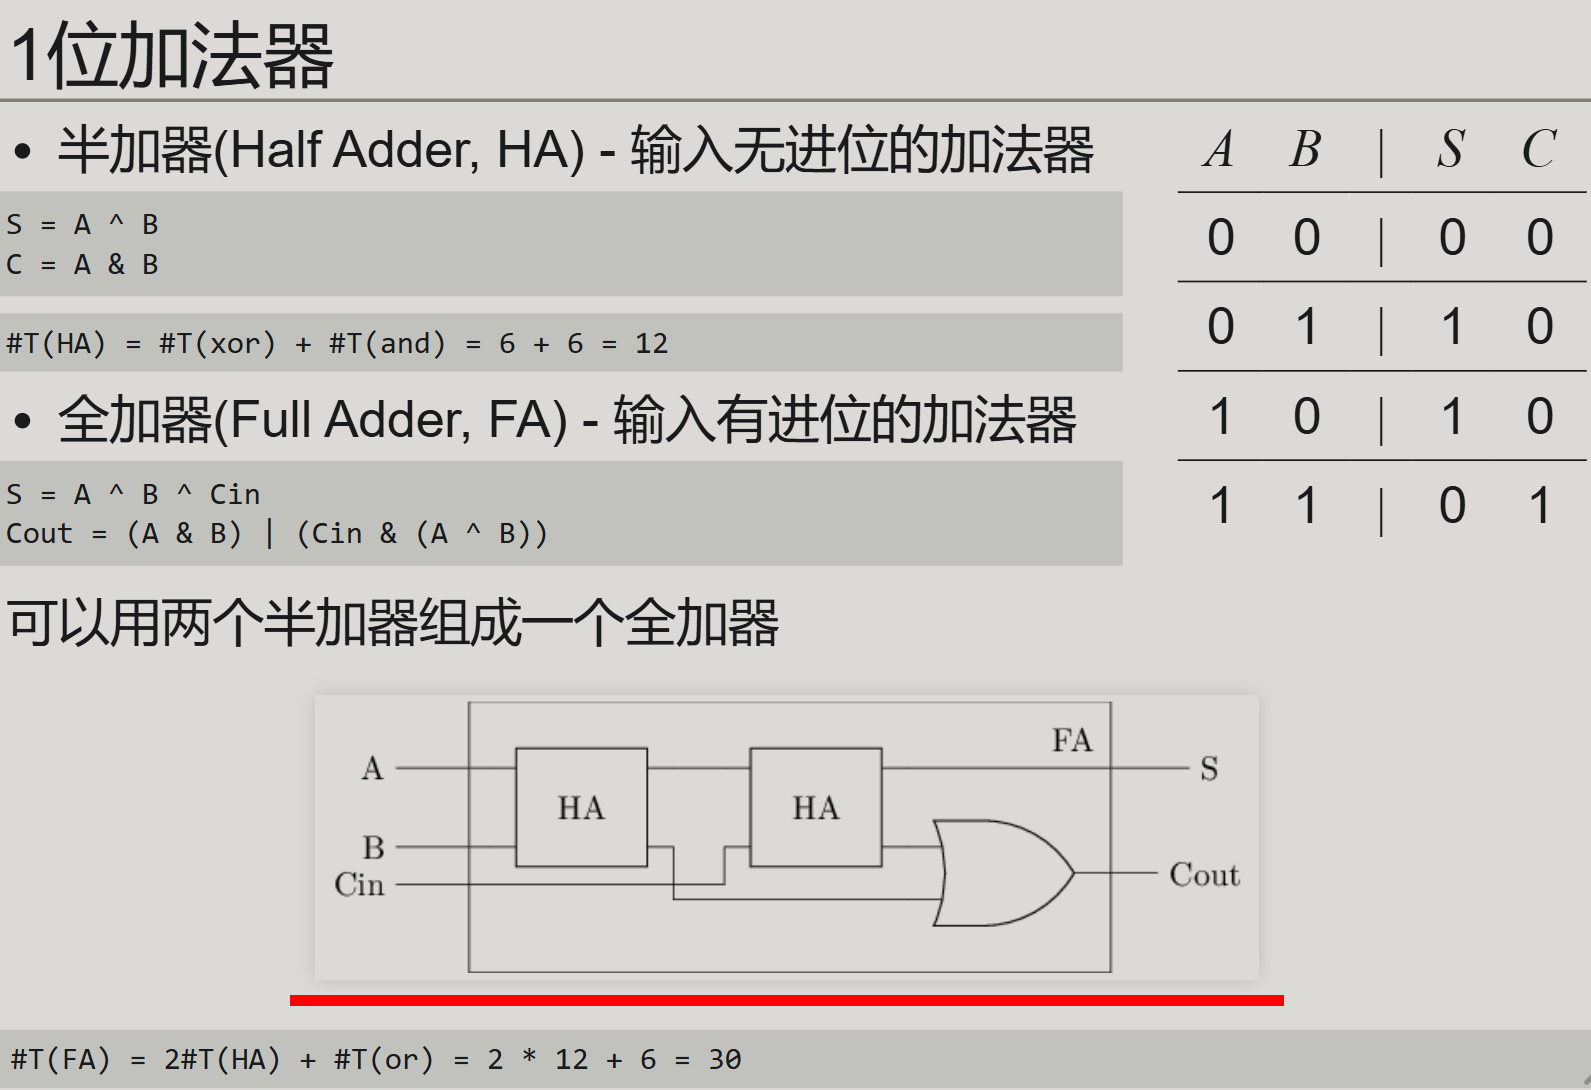 1位加法器
• 半加器(Half Adder, HA) - 输入无进位的加法器
S = A ^ B
C = A & B
#T(HA) = #T(xor) + #T(and) = 6 + 6 = 12
• 全加器(Full Adder, FA) - 输入有进位的加法器
S = A ^ B ^ Cin
Cout = (A & B) | (Cin & (A ^ B))
A B | S C
0 0 | 0 0
0 1 | 1 0
1 0 | 1 0
1 1 | 0 1
可以用两个半加器组成一个全加器
FA
A
S
HA
HA
B
Cin
Cout
#T(FA) = 2#T(HA) + #T(or) = 2 * 12 + 6 = 30